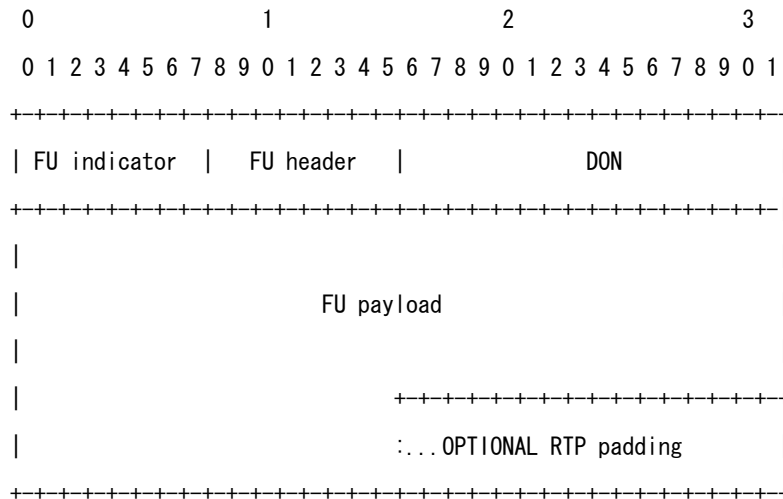 0                   1                   2                   3
0 1 2 3 4 5 6 7 8 9 0 1 2 3 4 5 6 7 8 9 0 1 2 3 4 5 6 7 8 9 0 1
+-+-+-+-+-+-+-+-+-+-+-+-+-+-+-+-+-+-+-+-+-+-+-+-+-+-+-+-+-+-+-+-
| FU indicator  |   FU header   |               DON
+-+-+-+-+-+-+-+-+-+-+-+-+-+-+-+-+-+-+-+-+-+-+-+-+-+-+-+-+-+-+-+-
|
|                         FU payload
|
|                               +-+-+-+-+-+-+-+-+-+-+-+-+-+-+-+--
|                               :...OPTIONAL RTP padding
+-+-+-+-+-+-+-+-+-+-+-+-+-+-+-+-+-+-+-+-+-+-+-+-+-+-+-+-+-+-+-+-